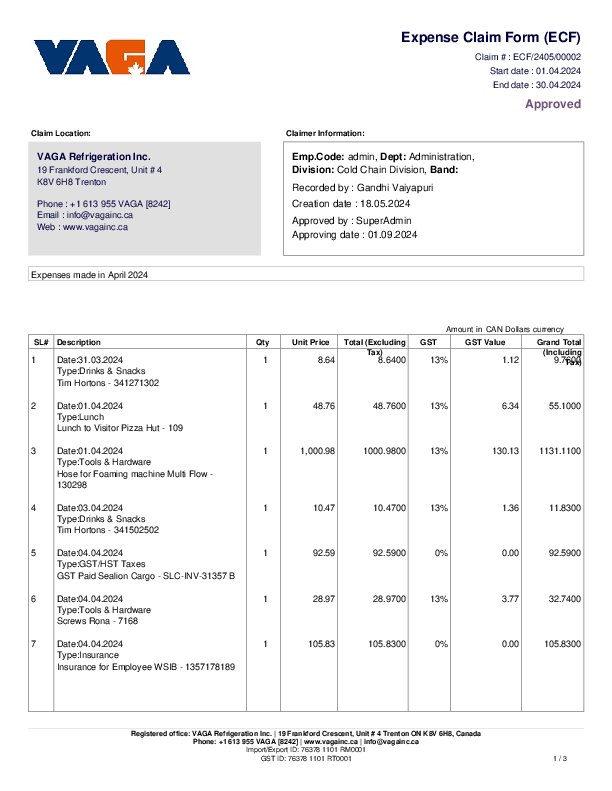 VAGA
Expense Claim Form (ECF)
Claim # : ECF/2405/00002
Start date : 01.04.2024
End date : 30.04.2024
Approved
Claim Location:
Claimer Information:
VAGA Refrigeration Inc.
19 Frankford Crescent, Unit # 4
K8V 6H8 Trenton
Phone : +1 613 955 VAGA [8242]
Email : info@vagainc.ca
Web : www.vagainc.ca
Emp.Code: admin, Dept: Administration,
Division: Cold Chain Division, Band:
Recorded by : Gandhi Vaiyapuri
Creation date : 18.05.2024
Approved by : SuperAdmin
Approving date : 01.09.2024
Expenses made in April 2024
Amount in CAN Dollars currency
SL# Description Qty Unit Price Total (Excluding Tax) GST GST Value Grand Total (Including Tax)
1 Date:31.03.2024 1 8.64 8.6400 13% 1.12 9.7600
Type:Drinks & Snacks
Tim Hortons - 341271302
2 Date:01.04.2024 1 48.76 48.7600 13% 6.34 55.1000
Type:Lunch
Lunch to Visitor Pizza Hut - 109
3 Date:01.04.2024 1 1,000.98 1000.9800 13% 130.13 1131.1100
Type:Tools & Hardware
Hose for Foaming machine Multi Flow -
130298
4 Date:03.04.2024 1 10.47 10.4700 13% 1.36 11.8300
Type:Drinks & Snacks
Tim Hortons - 341502502
5 Date:04.04.2024 1 92.59 92.5900 0% 0.00 92.5900
Type:GST/HST Taxes
GST Paid Sealion Cargo - SLC-INV-31357 B
6 Date:04.04.2024 1 28.97 28.9700 13% 3.77 32.7400
Type:Tools & Hardware
Screws Rona - 7168
7 Date:04.04.2024 1 105.83 105.8300 0% 0.00 105.8300
Type:Insurance
Insurance for Employee WSIB - 1357178189
Registered office: VAGA Refrigeration Inc. | 19 Frankford Crescent, Unit # 4 Trenton ON K8V 6H8, Canada
Phone: +1 613 955 VAGA [8242] | www.vagainc.ca | info@vagainc.ca
Import/Export ID: 76378 1101 RM0001
GST ID: 76378 1101 RT0001
1 / 3